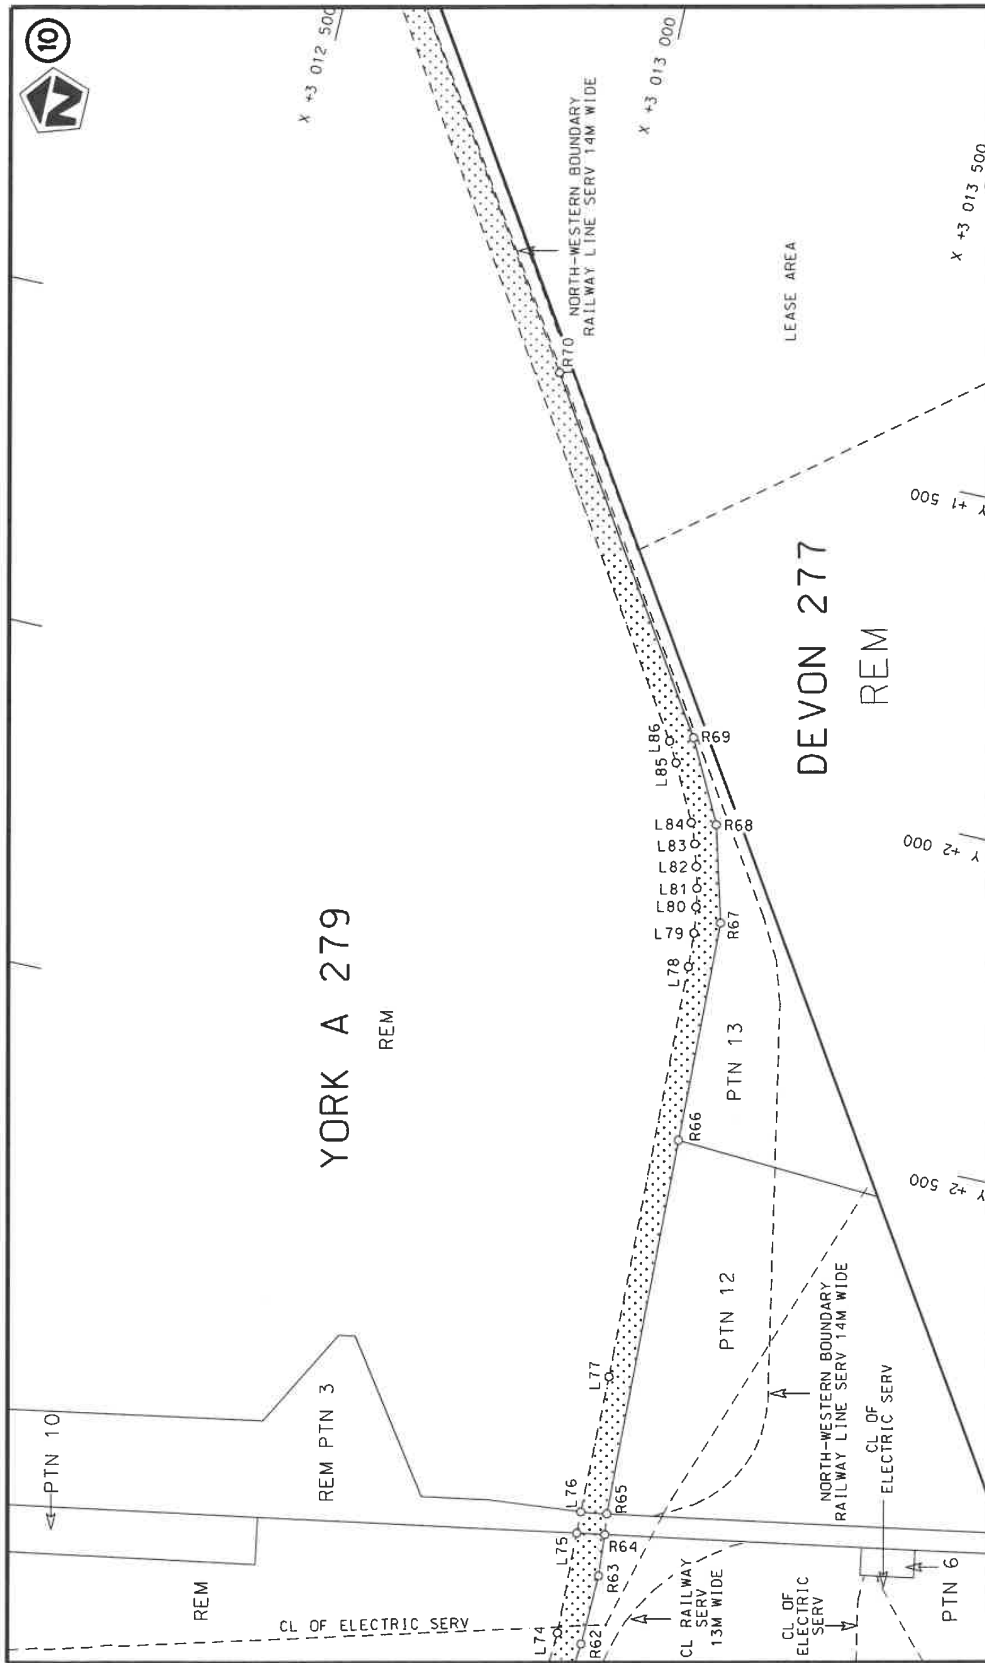 10
N
X +3 012 500
X +3 013 000
X +3 013 500
Y +1 500
Y +2 000
Y +2 500
NORTH-WESTERN BOUNDARY
RAILWAY LINE SERV 14M WIDE
LEASE AREA
R70
DEVON 277
REM
YORK A 279
REM
L86
L85
L84
L83
L82
L81
L80
L79
L78
R69
R68
R67
R66
PTN 13
PTN 12
L77
L76
L75
L74
R65
R64
R63
R62
PTN 10
REM PTN 3
REM
CL OF ELECTRIC SERV
CL RAILWAY
SERV
13M WIDE
NORTH-WESTERN BOUNDARY
RAILWAY LINE SERV 14M WIDE
CL OF
ELECTRIC SERV
CL OF
ELECTRIC
SERV
PTN 6